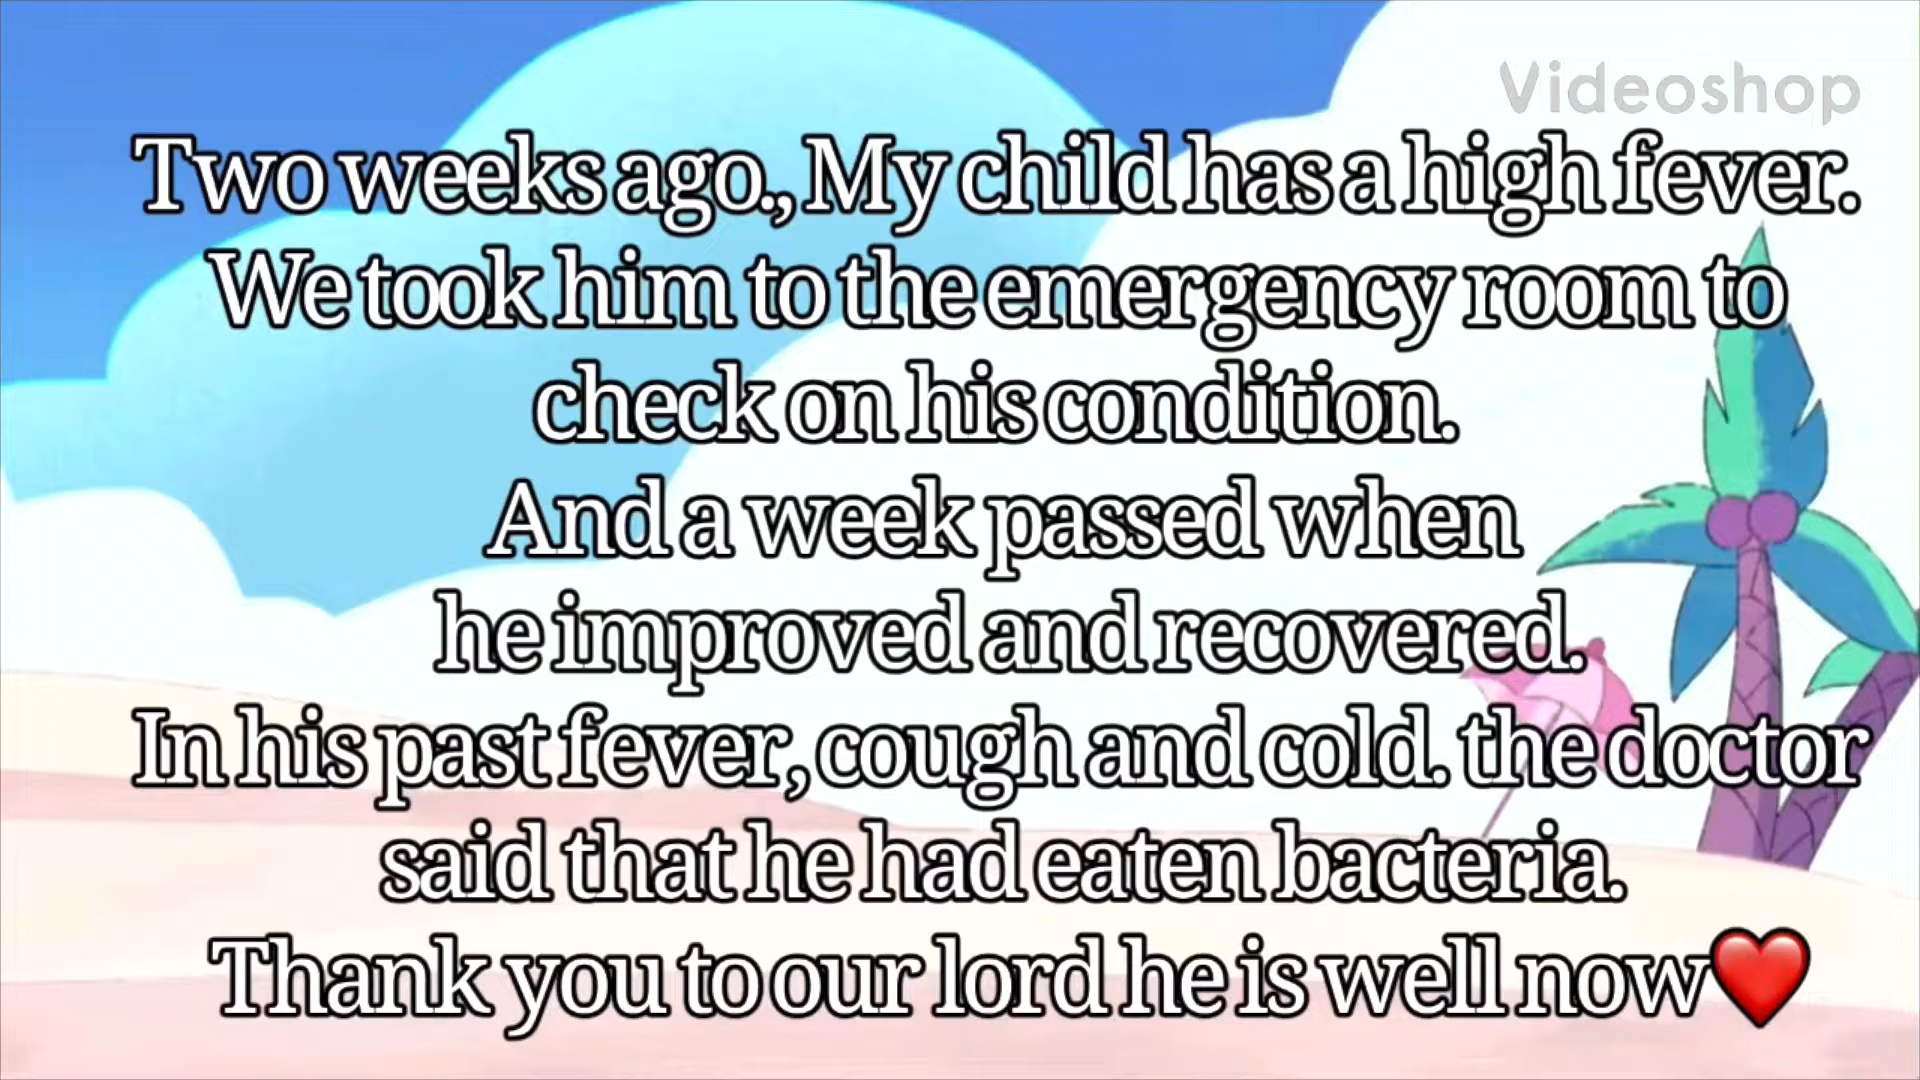 Videoshop
Two weeks ago., My child has a high fever.
We took him to the emergency room to
check on his condition.
And a week passed when
he improved and recovered.
In his past fever, cough and cold. the doctor
said that he had eaten bacteria.
Thank you to our lord he is well now❤️